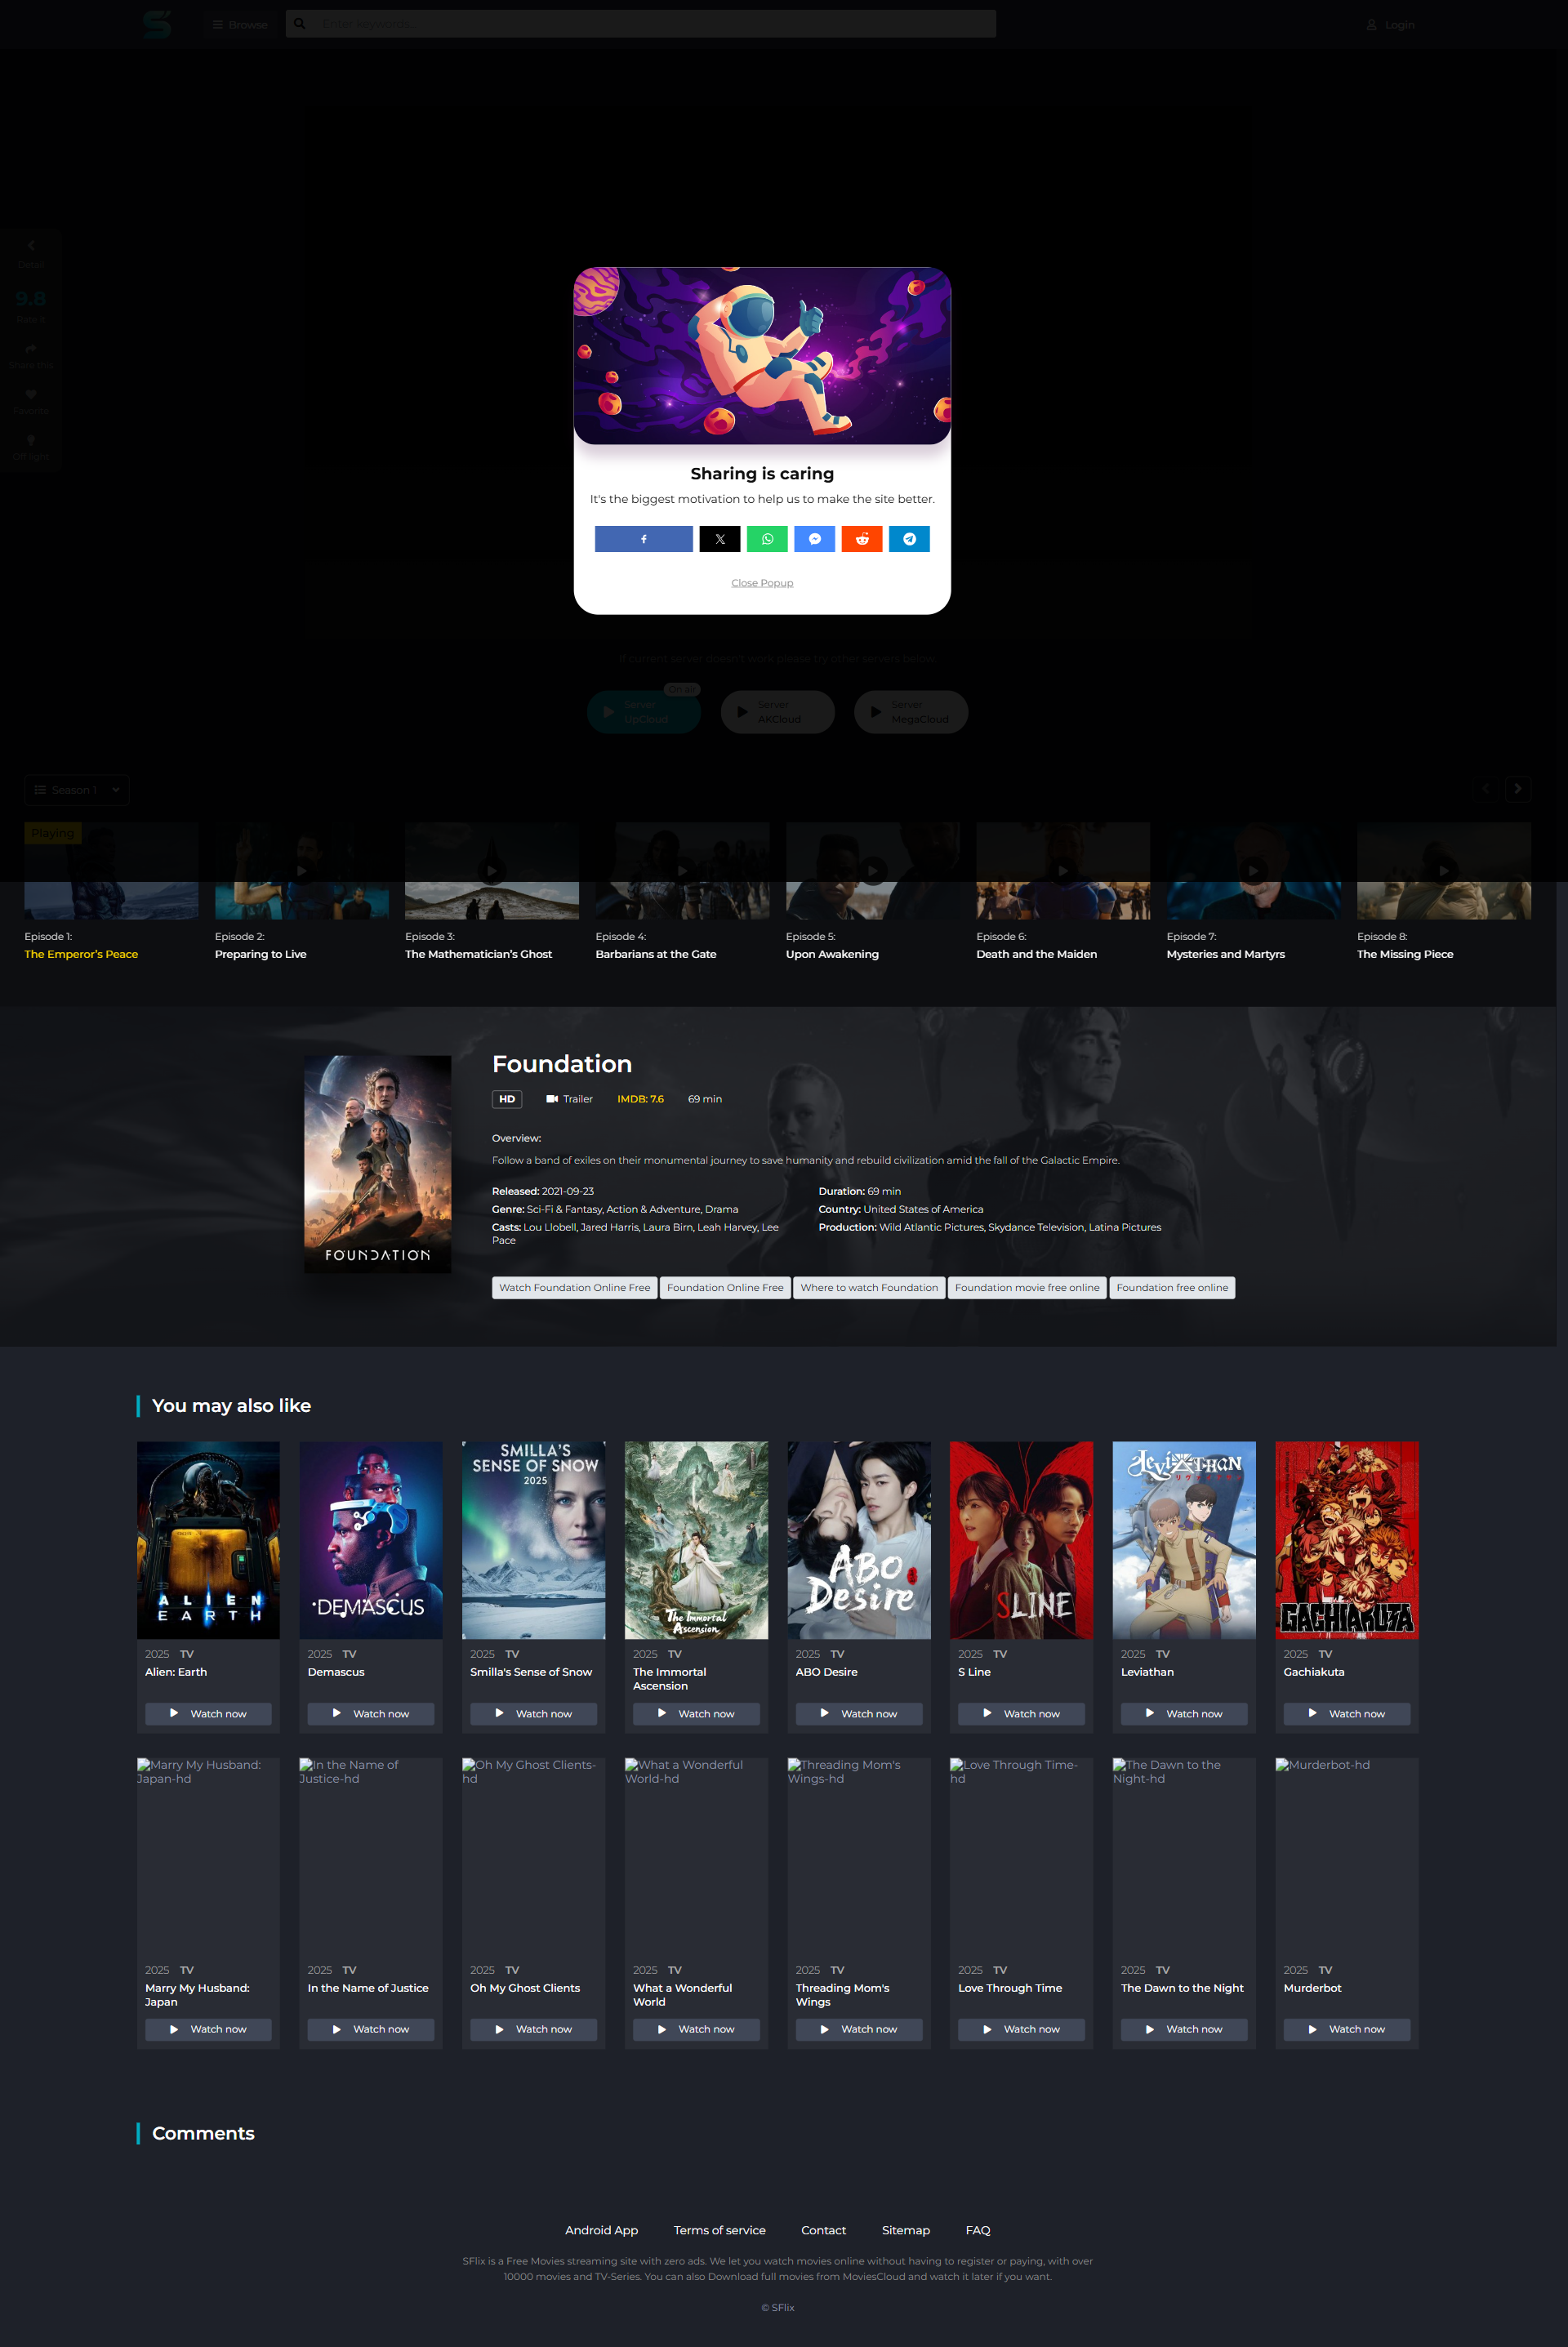 Browse
Enter keywords...
Login
Detail
9.8
Rate it
Share this
Favorite
Off light
Sharing is caring
It's the biggest motivation to help us to make the site better.
Close Popup
If current server doesn't work please try other servers below.
On air
Server
UpCloud
Server
AKCloud
Server
MegaCloud
Season 1
Playing
Episode 1:
The Emperor’s Peace
Episode 2:
Preparing to Live
Episode 3:
The Mathematician’s Ghost
Episode 4:
Barbarians at the Gate
Episode 5:
Upon Awakening
Episode 6:
Death and the Maiden
Episode 7:
Mysteries and Martyrs
Episode 8:
The Missing Piece
FOUNDATION
Foundation
HD Trailer IMDB: 7.6 69 min
Overview:
Follow a band of exiles on their monumental journey to save humanity and rebuild civilization amid the fall of the Galactic Empire.
Released: 2021-09-23
Genre: Sci-Fi & Fantasy, Action & Adventure, Drama
Casts: Lou Llobell, Jared Harris, Laura Birn, Leah Harvey, Lee
Pace
Duration: 69 min
Country: United States of America
Production: Wild Atlantic Pictures, Skydance Television, Latina Pictures
Watch Foundation Online Free Foundation Online Free Where to watch Foundation Foundation movie free online Foundation free online
You may also like
ALIEN
EARTH
2025 TV
Alien: Earth
Watch now
DEMASCUS
2025 TV
Demascus
Watch now
SMILLA'S
SENSE OF SNOW
2025
2025 TV
Smilla's Sense of Snow
Watch now
The Immortal
Ascension
2025 TV
The Immortal
Ascension
Watch now
ABO
Desire
2025 TV
ABO Desire
Watch now
SLINE
2025 TV
S Line
Watch now
LeviATHAN
リヴァイアサン
2025 TV
Leviathan
Watch now
GACHIAKUTA
2025 TV
Gachiakuta
Watch now
Marry My Husband:
Japan-hd
2025 TV
Marry My Husband:
Japan
Watch now
In the Name of
Justice-hd
2025 TV
In the Name of Justice
Watch now
Oh My Ghost Clients-
hd
2025 TV
Oh My Ghost Clients
Watch now
What a Wonderful
World-hd
2025 TV
What a Wonderful
World
Watch now
Threading Mom's
Wings-hd
2025 TV
Threading Mom's
Wings
Watch now
Love Through Time-
hd
2025 TV
Love Through Time
Watch now
The Dawn to the
Night-hd
2025 TV
The Dawn to the Night
Watch now
Murderbot-hd
2025 TV
Murderbot
Watch now
Comments
Android App Terms of service Contact Sitemap FAQ
SFlix is a Free Movies streaming site with zero ads. We let you watch movies online without having to register or paying, with over
10000 movies and TV-Series. You can also Download full movies from MoviesCloud and watch it later if you want.
© SFlix